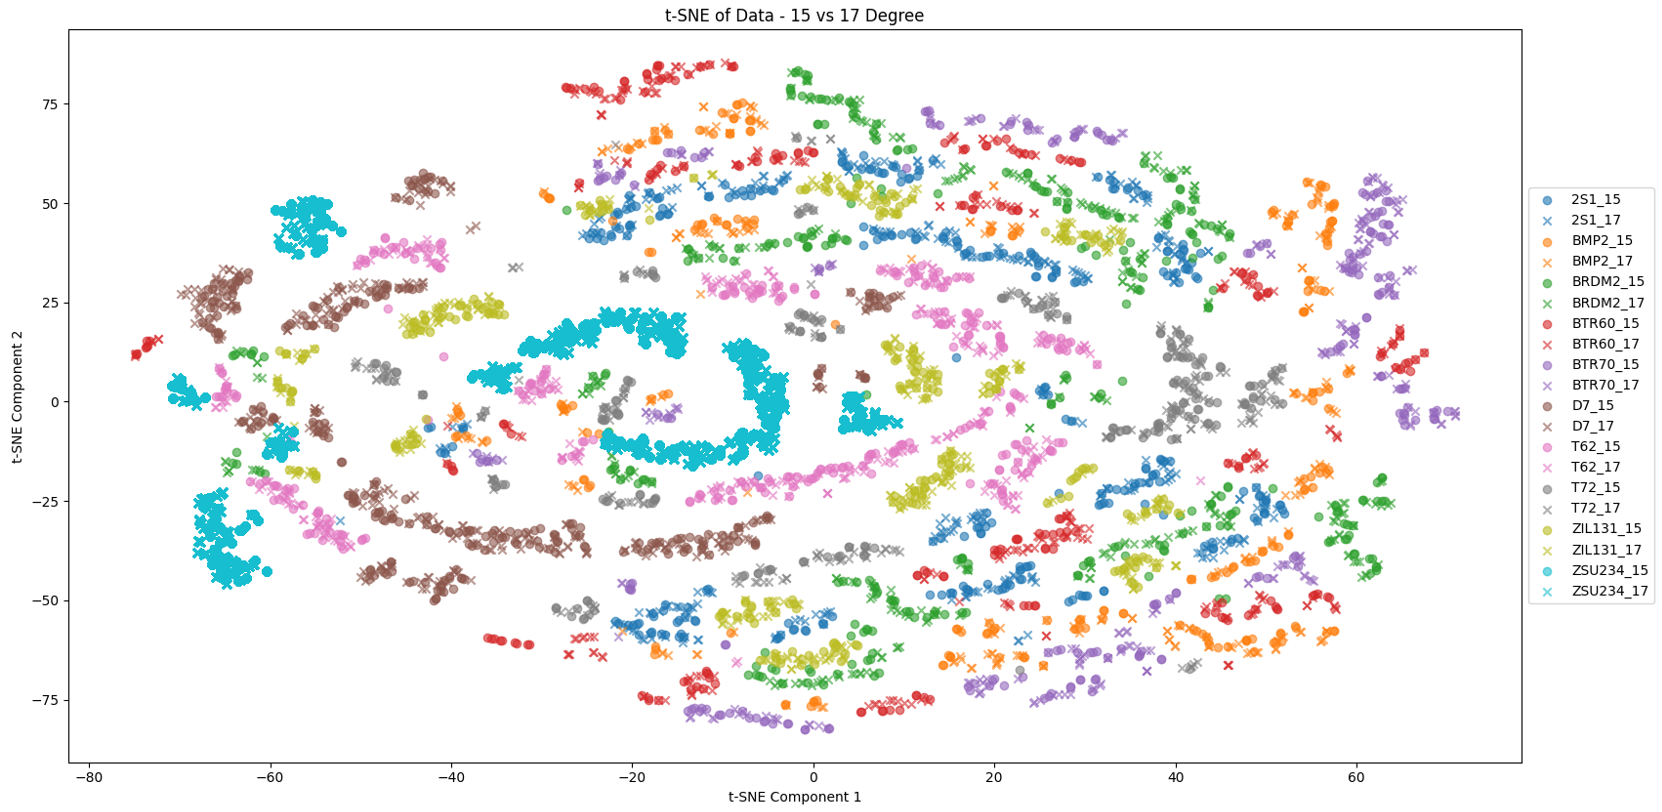 t-SNE of Data - 15 vs 17 Degree
75
50
25
0
−25
−50
−75
t-SNE Component 2
−80
−60
−40
−20
0
20
40
60
t-SNE Component 1
2S1_15
2S1_17
BMP2_15
BMP2_17
BRDM2_15
BRDM2_17
BTR60_15
BTR60_17
BTR70_15
BTR70_17
D7_15
D7_17
T62_15
T62_17
T72_15
T72_17
ZIL131_15
ZIL131_17
ZSU234_15
ZSU234_17